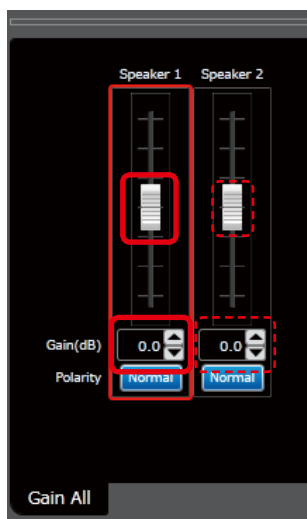 Speaker 1 Speaker 2
Gain(dB) 0.0 0.0
Polarity Normal Normal
Gain All